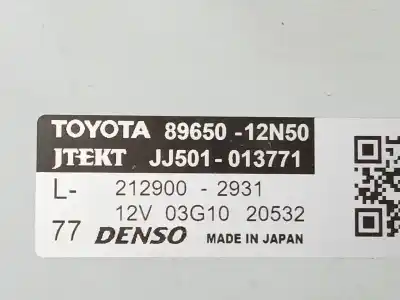 TOYOTA 89650-12N50
JTEKT JJ501-013771
L- 212900-2931
12V 03G10 20532
77 DENSO MADE IN JAPAN